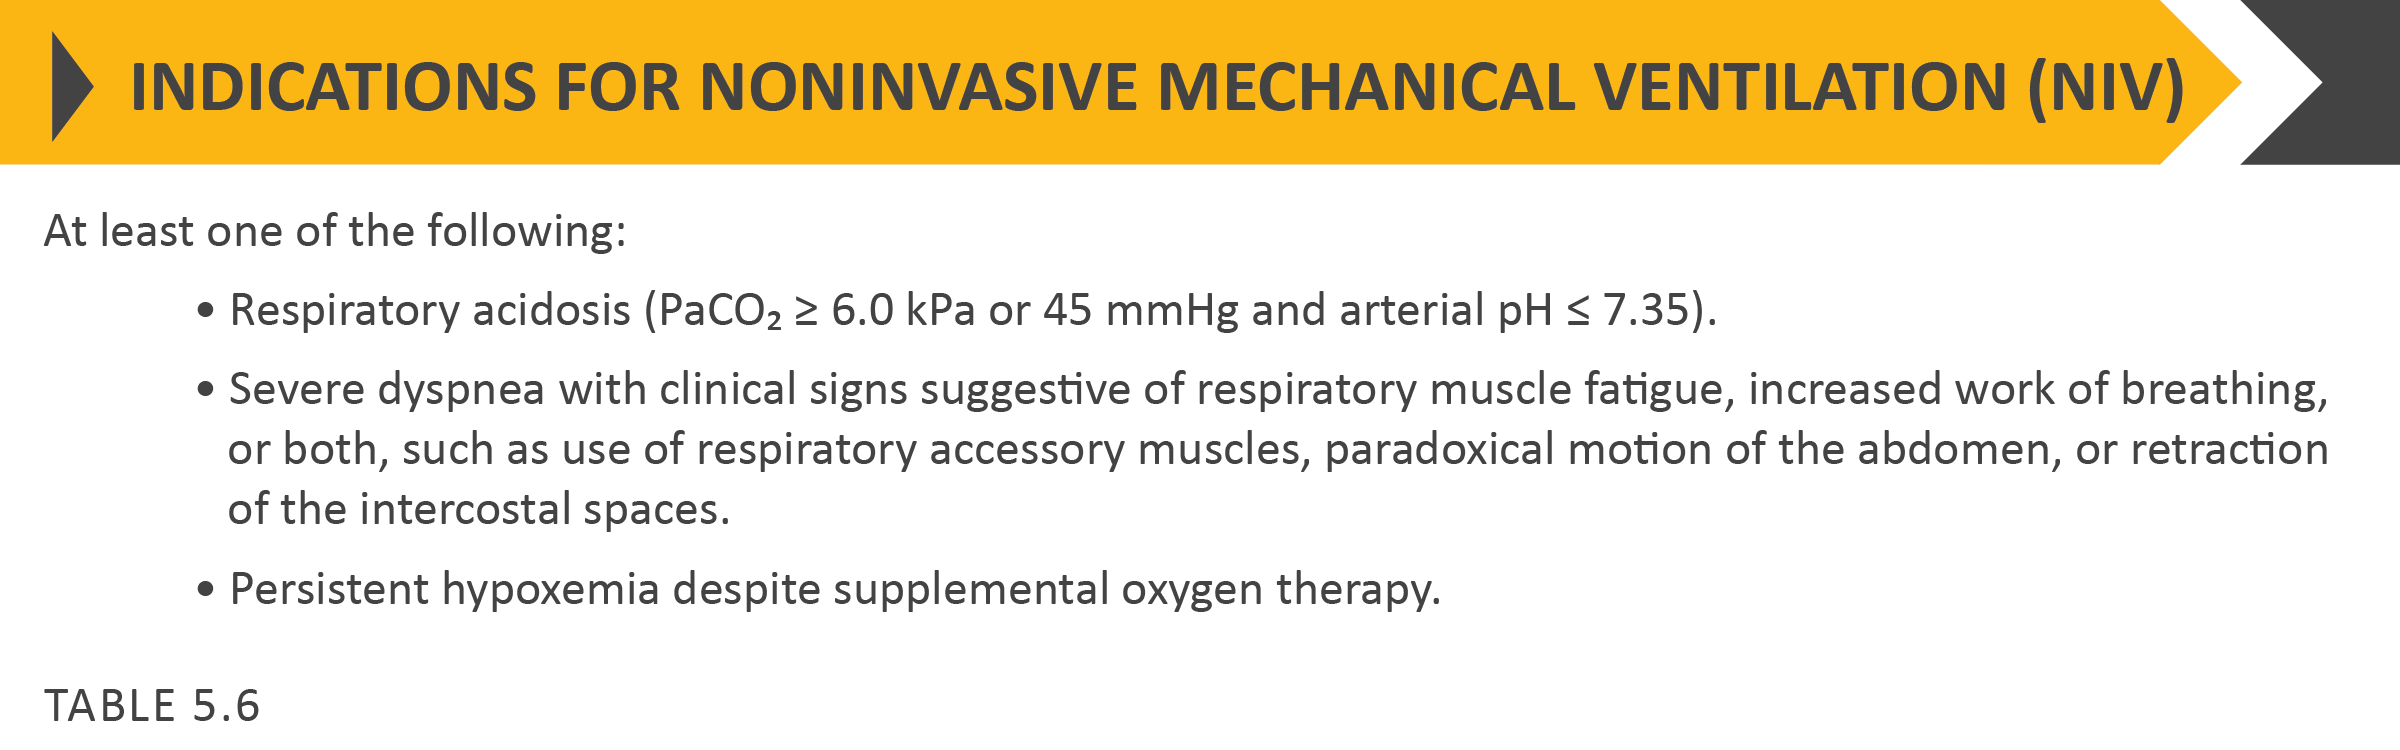 INDICATIONS FOR NONINVASIVE MECHANICAL VENTILATION (NIV)
At least one of the following:
• Respiratory acidosis (PaCO₂ ≥ 6.0 kPa or 45 mmHg and arterial pH ≤ 7.35).
• Severe dyspnea with clinical signs suggestive of respiratory muscle fatigue, increased work of breathing,
or both, such as use of respiratory accessory muscles, paradoxical motion of the abdomen, or retraction
of the intercostal spaces.
• Persistent hypoxemia despite supplemental oxygen therapy.
TABLE 5.6